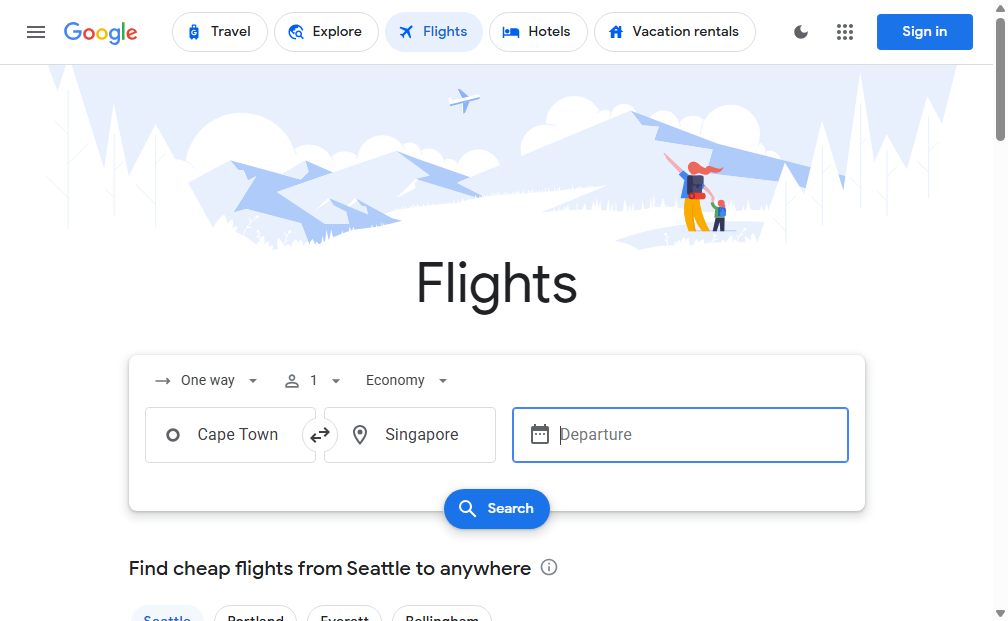 Google
Travel
Explore
Flights
Hotels
Vacation rentals
Sign in
Flights
One way
1
Economy
Cape Town
Singapore
Departure
Search
Find cheap flights from Seattle to anywhere
Seattle
Portland
Everett
Bellingham